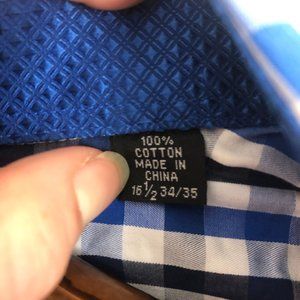 100%
COTTON
MADE IN
CHINA
16 1/2 34/35